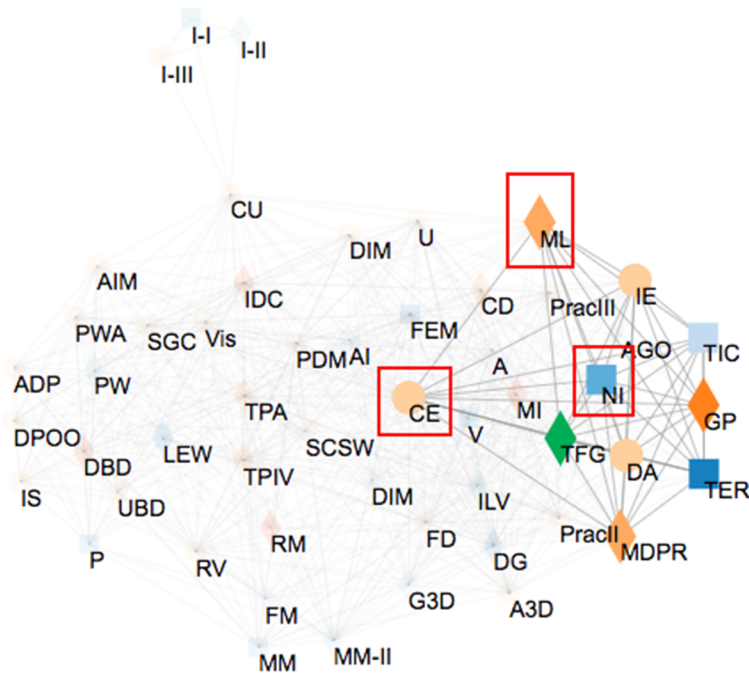 I-I
I-II
I-III
CU
U
ML
DIM
AIM
IDC
CD
PracIII
IE
PWA
SGC
Vis
FEM
AGO
TIC
PDM
AI
A
ADP
PW
NI
TPA
CE
MI
GP
DPOO
SCSW
V
LEW
TFG
DBD
DA
TPIV
IS
UBD
DIM
ILV
TER
RM
FD
PracII
MDPR
P
RV
DG
G3D
A3D
FM
MM
MM-II